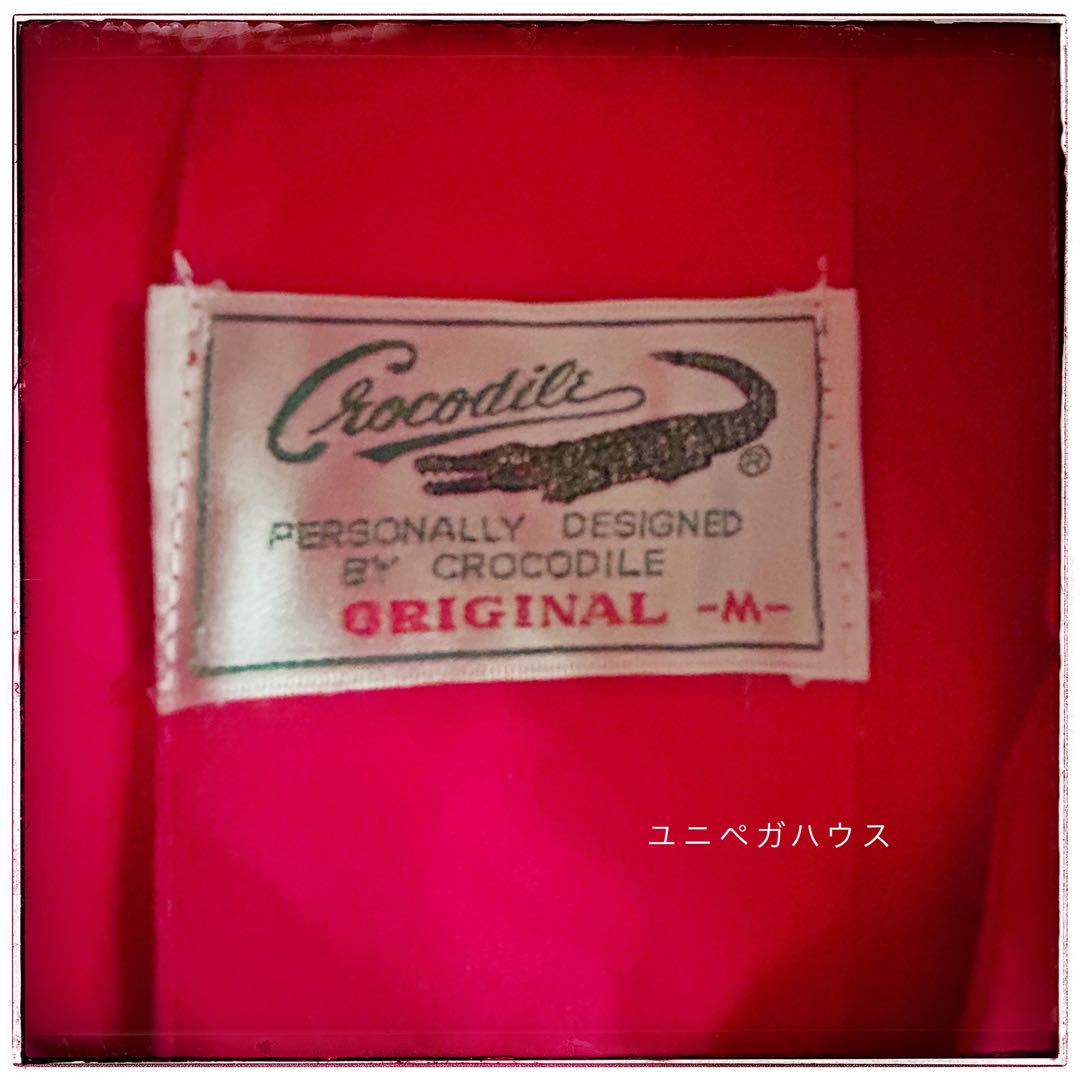 Crocodile
®
PERSONALLY DESIGNED
BY CROCODILE
ORIGINAL -M-
ユニペガハウス